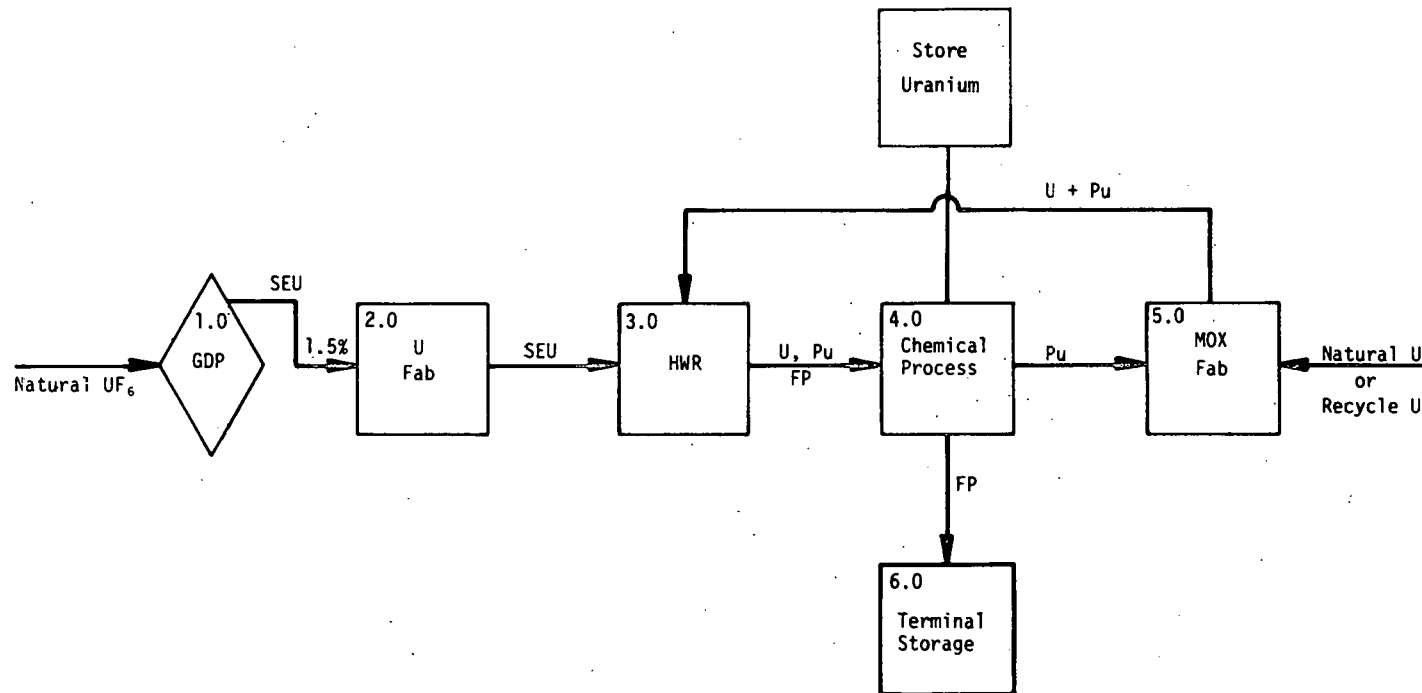 Store
Uranium
U + Pu
SEU
1.0
GDP
Natural UF₆
1.5%
2.0
U
Fab
SEU
3.0
HWR
U, Pu
FP
4.0
Chemical
Process
Pu
5.0
MOX
Fab
Natural U
or
Recycle U
FP
6.0
Terminal
Storage